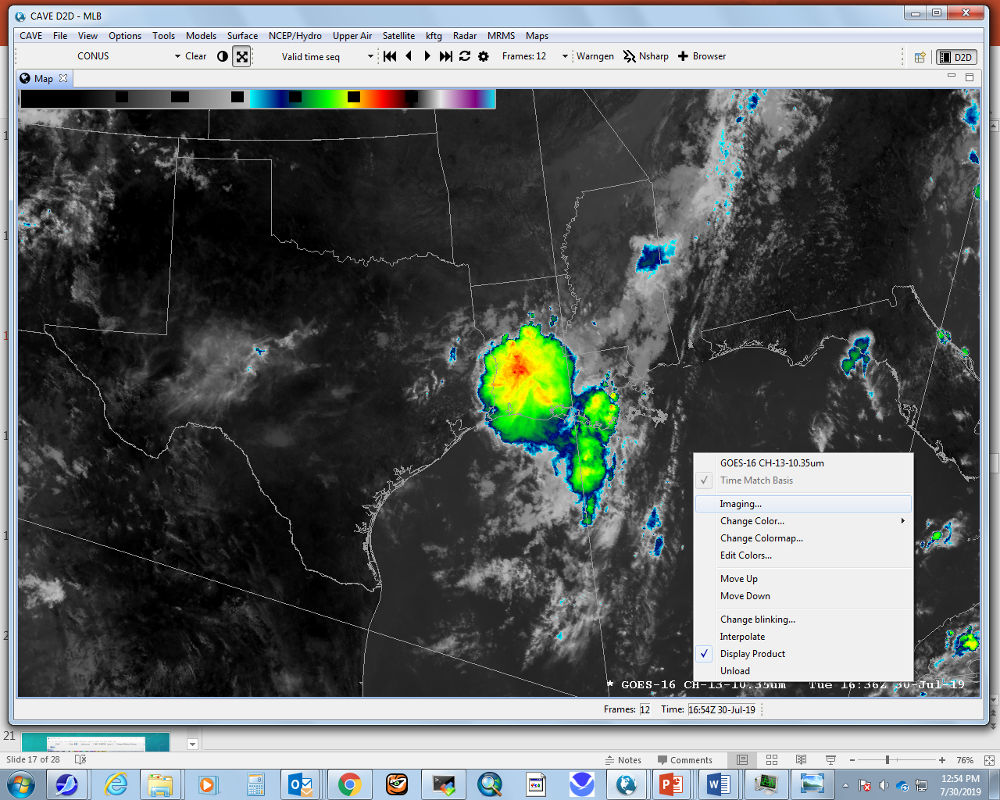 CAVE D2D - MLB
CAVE File View Options Tools Models Surface NCEP/Hydro Upper Air Satellite kftg Radar MRMS Maps
CONUS Clear Valid time seq Frames: 12 Warngen Nsharp Browser D2D
Map
GOES-16 CH-13-10.35um
Time Match Basis
Imaging...
Change Color...
Change Colormap...
Edit Colors...
Move Up
Move Down
Change blinking...
Interpolate
Display Product
Unload
* GOES-16 CH-13-10.35um Tue 16:36Z 30-Jul-19
Frames: 12 Time: 16:54Z 30-Jul-19
21
Slide 17 of 28 Notes Comments 76%
12:54 PM
7/30/2019